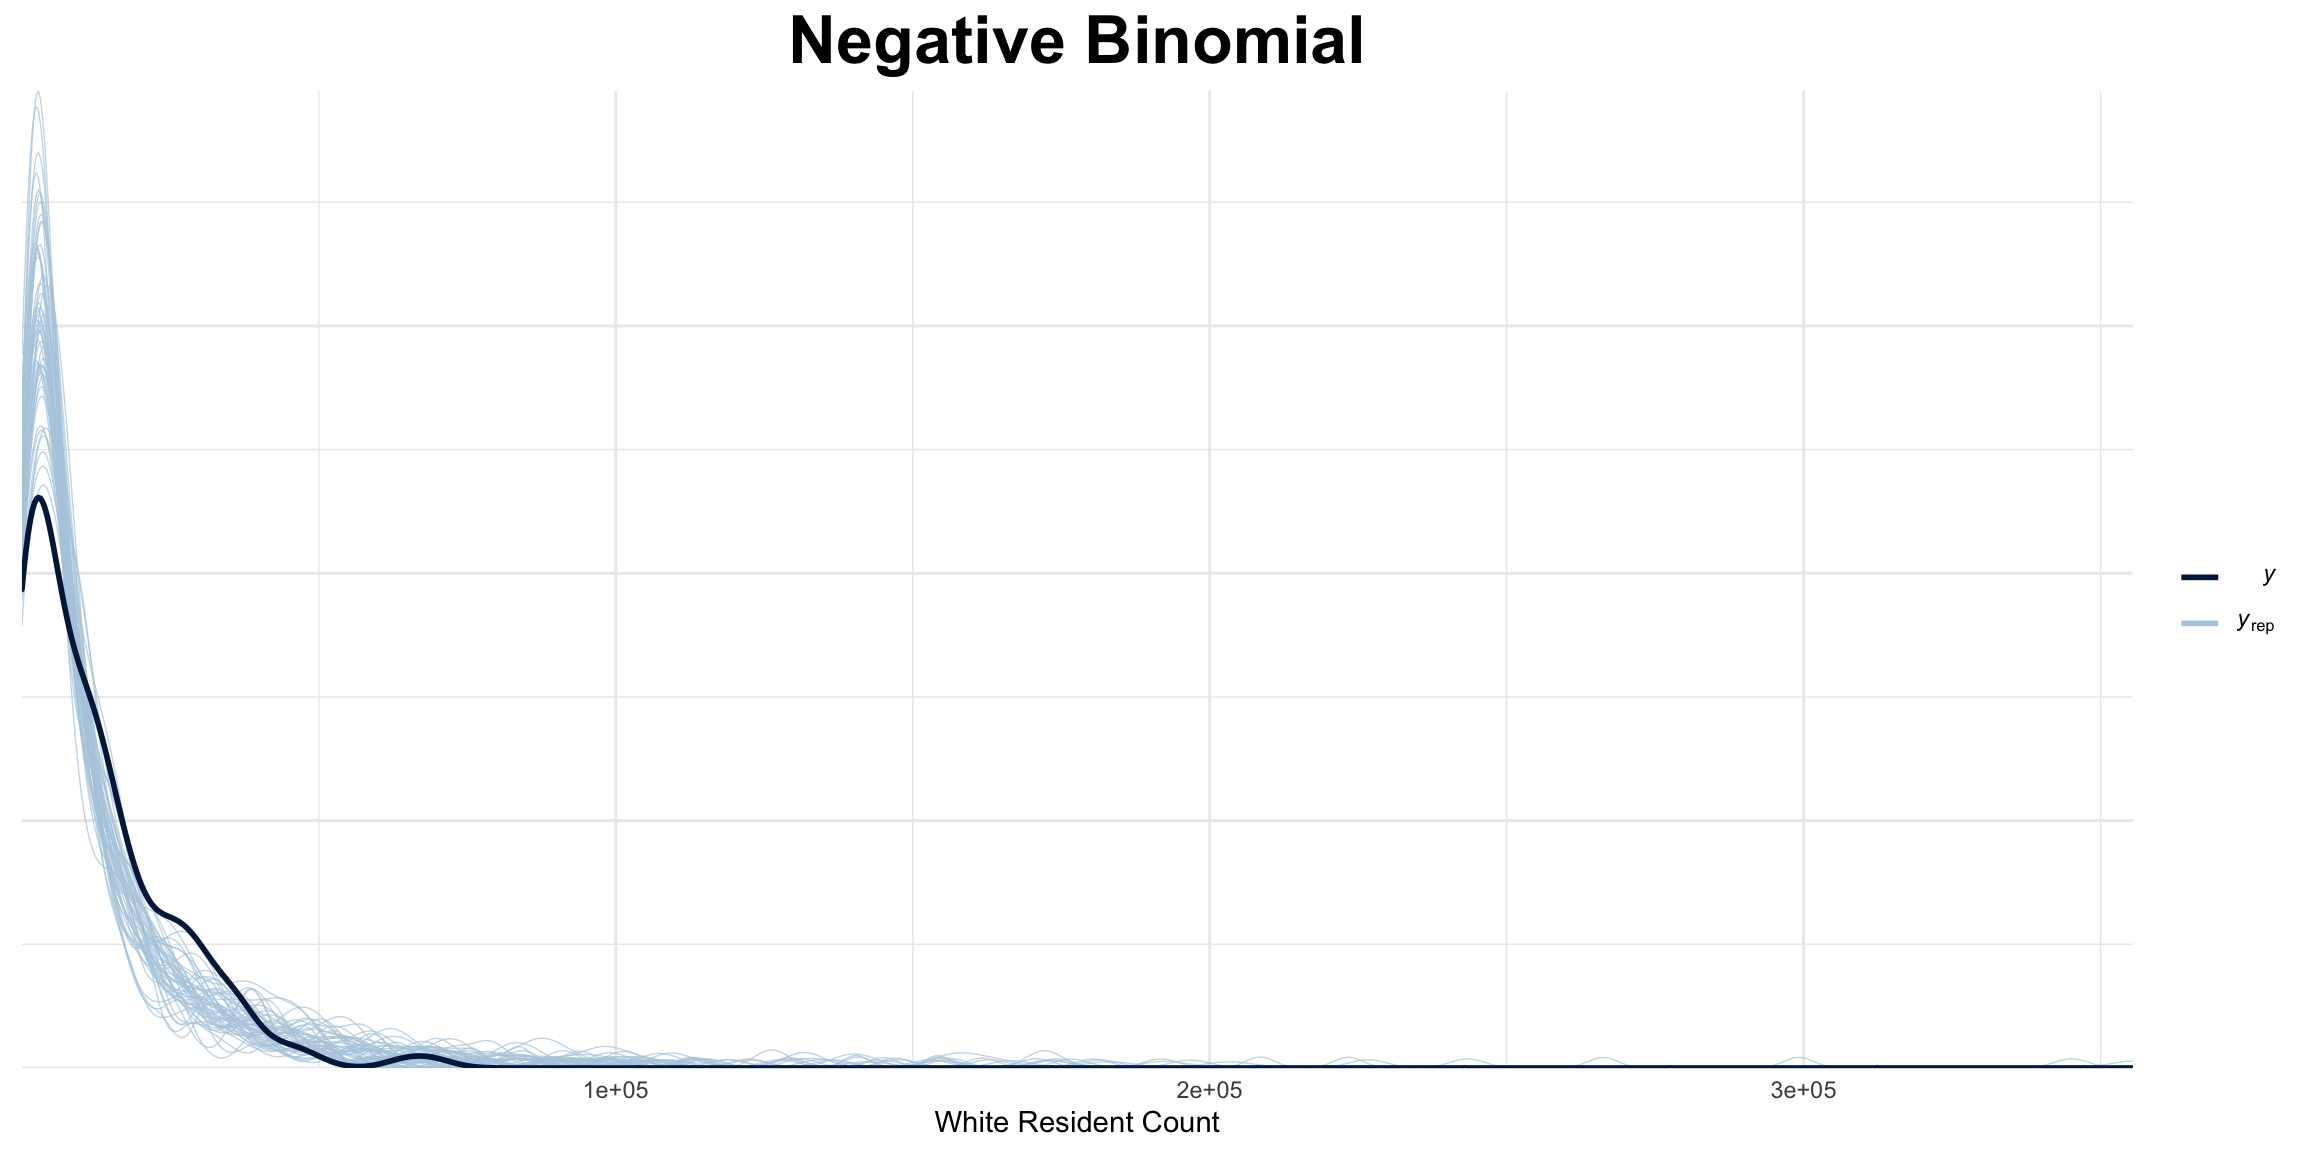 Negative Binomial
y
y rep
1e+05 2e+05 3e+05
White Resident Count